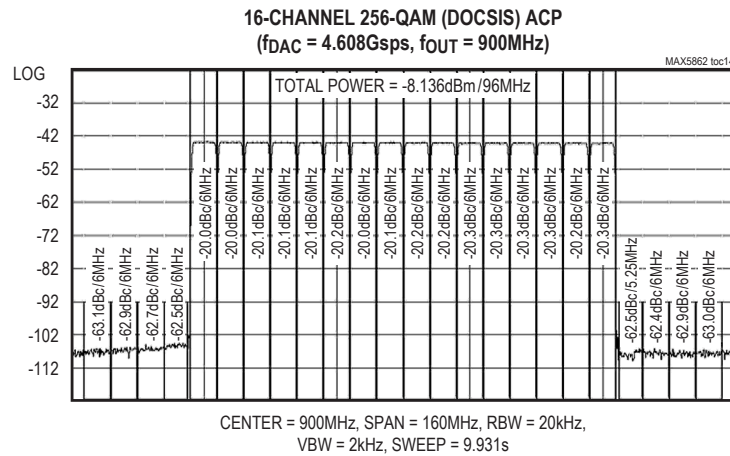 16-CHANNEL 256-QAM (DOCSIS) ACP
(fDAC = 4.608Gsps, fOUT = 900MHz)
MAX5862 toc14
LOG
TOTAL POWER = -8.136dBm/96MHz
-32
-42
-52
-62
-72
-82
-92
-102
-112
-63.1dBc/6MHz
-62.9dBc/6MHz
-62.7dBc/6MHz
-62.5dBc/6MHz
-20.0dBc/6MHz
-20.0dBc/6MHz
-20.1dBc/6MHz
-20.1dBc/6MHz
-20.1dBc/6MHz
-20.2dBc/6MHz
-20.0dBc/6MHz
-20.1dBc/6MHz
-20.2dBc/6MHz
-20.2dBc/6MHz
-20.3dBc/6MHz
-20.2dBc/6MHz
-20.3dBc/6MHz
-20.3dBc/6MHz
-20.2dBc/6MHz
-20.3dBc/6MHz
-62.5dBc/5.25MHz
-62.4dBc/6MHz
-62.9dBc/6MHz
-63.0dBc/6MHz
CENTER = 900MHz, SPAN = 160MHz, RBW = 20kHz,
VBW = 2kHz, SWEEP = 9.931s